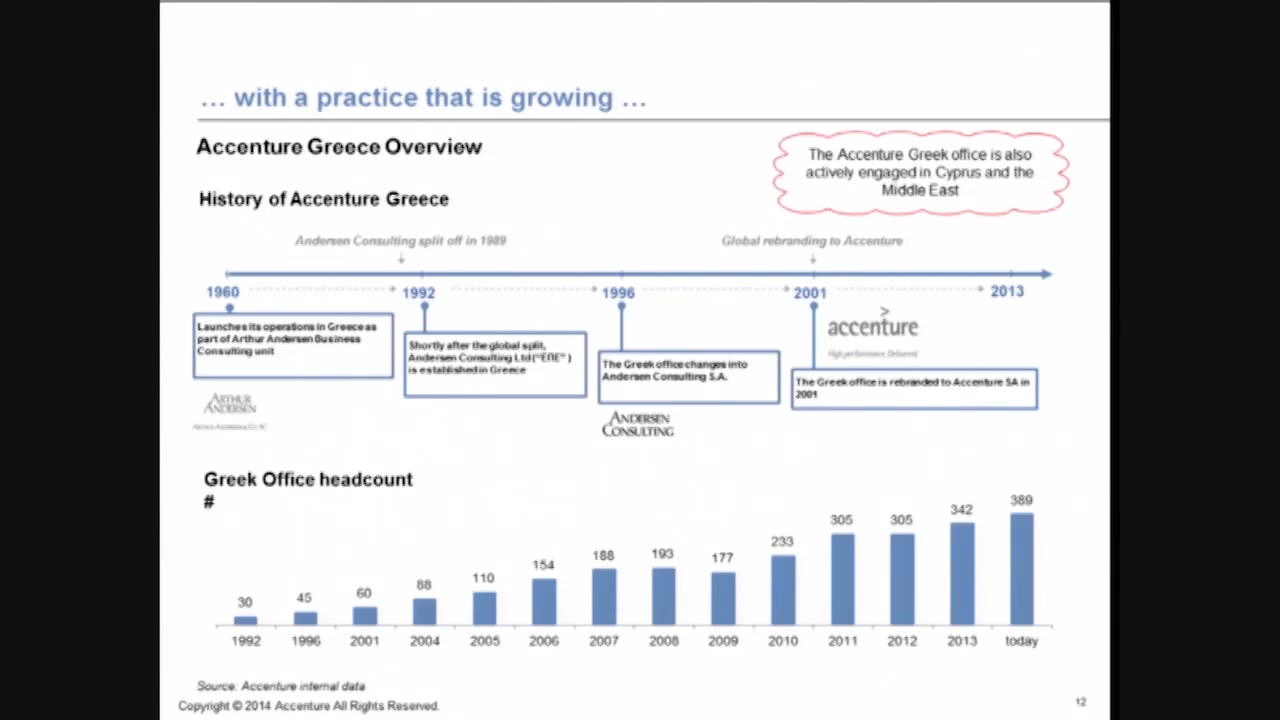 … with a practice that is growing …
Accenture Greece Overview
The Accenture Greek office is also
actively engaged in Cyprus and the
Middle East
History of Accenture Greece
Andersen Consulting split off in 1989
Global rebranding to Accenture
1960
1992
1996
2001
2013
Launches its operations in Greece as
part of Arthur Andersen Business
Consulting unit
Shortly after the global split,
Andersen Consulting Ltd ("ΕΠΕ" )
is established in Greece
The Greek office changes into
Andersen Consulting S.A.
>
accenture
High performance. Delivered.
The Greek office is rebranded to Accenture SA in
2001
ARTHUR
ANDERSEN
ANDERSEN
CONSULTING
Greek Office headcount
#
30 45 60 88 110 154 188 193 177 233 305 305 342 389
1992 1996 2001 2004 2005 2006 2007 2008 2009 2010 2011 2012 2013 today
Source: Accenture internal data
Copyright © 2014 Accenture All Rights Reserved.
12